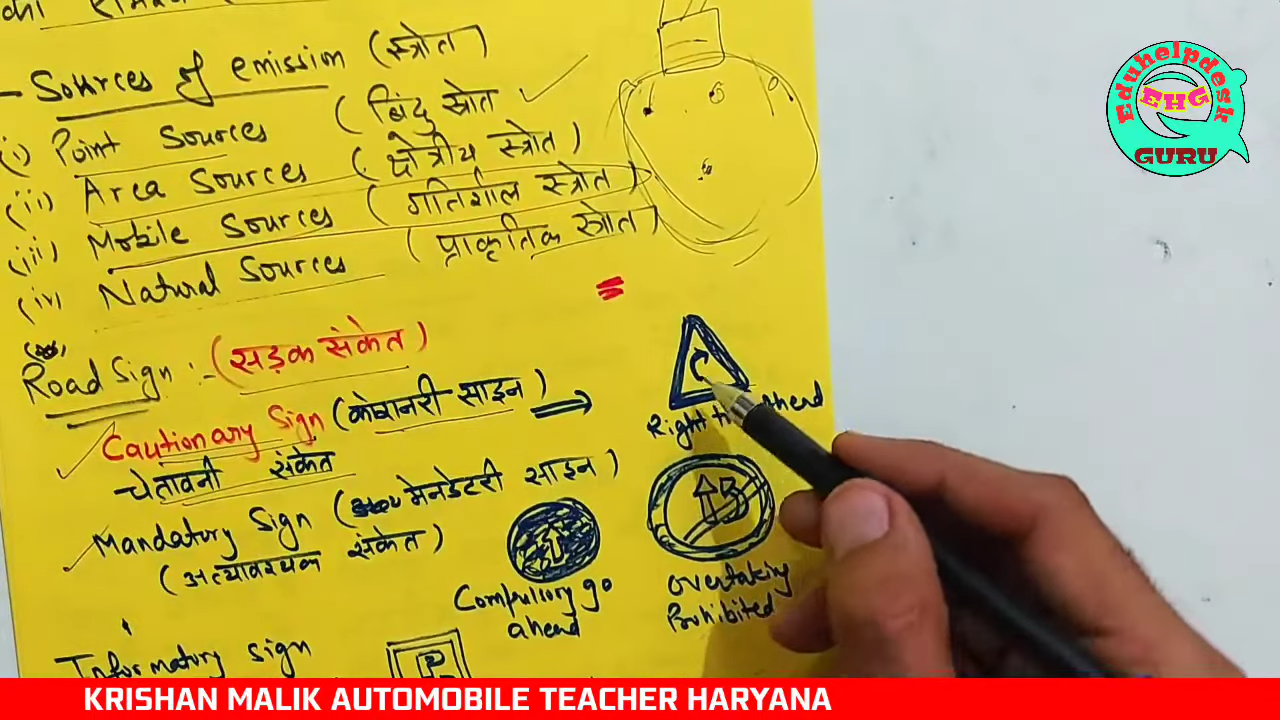 Sources of emission (स्त्रोत)
(i) Point Sources (बिंदु स्रोत
(ii) Area Sources (क्षेत्रीय स्त्रोत)
(iii) Mobile Sources (गतिशील स्त्रोत)
(iv) Natural Sources (प्राकृतिक स्त्रोत)
Road Sign :- (सड़क संकेत)
Cautionary Sign (कोशनरी साइन)
चेतावनी संकेत
Right Ahead
Mandatory Sign (मेनडेटरी साइन)
(अत्यावश्यक संकेत)
Compulsory go
ahead
Overtaking
Prohibited
Informatory Sign
P
Eduhelpdesk
EHG
GURU
KRISHAN MALIK AUTOMOBILE TEACHER HARYANA